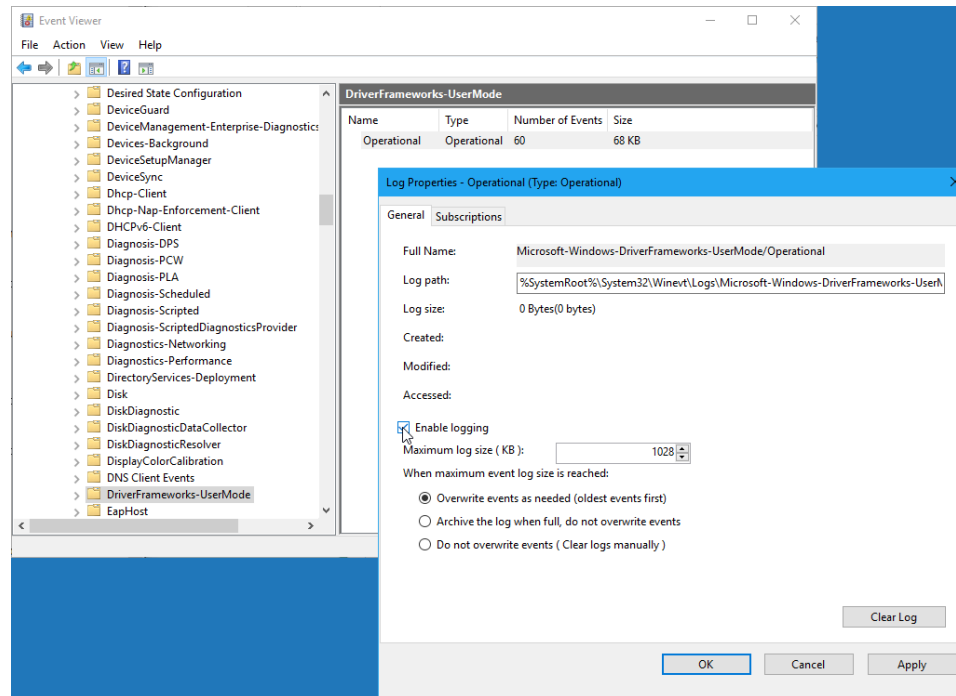 Event Viewer
File Action View Help
Desired State Configuration
DeviceGuard
DeviceManagement-Enterprise-Diagnostics
Devices-Background
DeviceSetupManager
DeviceSync
Dhcp-Client
Dhcp-Nap-Enforcement-Client
DHCPv6-Client
Diagnosis-DPS
Diagnosis-PCW
Diagnosis-PLA
Diagnosis-Scheduled
Diagnosis-Scripted
Diagnosis-ScriptedDiagnosticsProvider
Diagnostics-Networking
Diagnostics-Performance
DirectoryServices-Deployment
Disk
DiskDiagnostic
DiskDiagnosticDataCollector
DiskDiagnosticResolver
DisplayColorCalibration
DNS Client Events
DriverFrameworks-UserMode
EapHost
DriverFrameworks-UserMode
Name Type Number of Events Size
Operational Operational 60 68 KB
Log Properties - Operational (Type: Operational)
General Subscriptions
Full Name: Microsoft-Windows-DriverFrameworks-UserMode/Operational
Log path: %SystemRoot%\System32\Winevt\Logs\Microsoft-Windows-DriverFrameworks-UserM
Log size: 0 Bytes(0 bytes)
Created:
Modified:
Accessed:
Enable logging
Maximum log size ( KB ): 1028
When maximum event log size is reached:
Overwrite events as needed (oldest events first)
Archive the log when full, do not overwrite events
Do not overwrite events ( Clear logs manually )
Clear Log
OK Cancel Apply